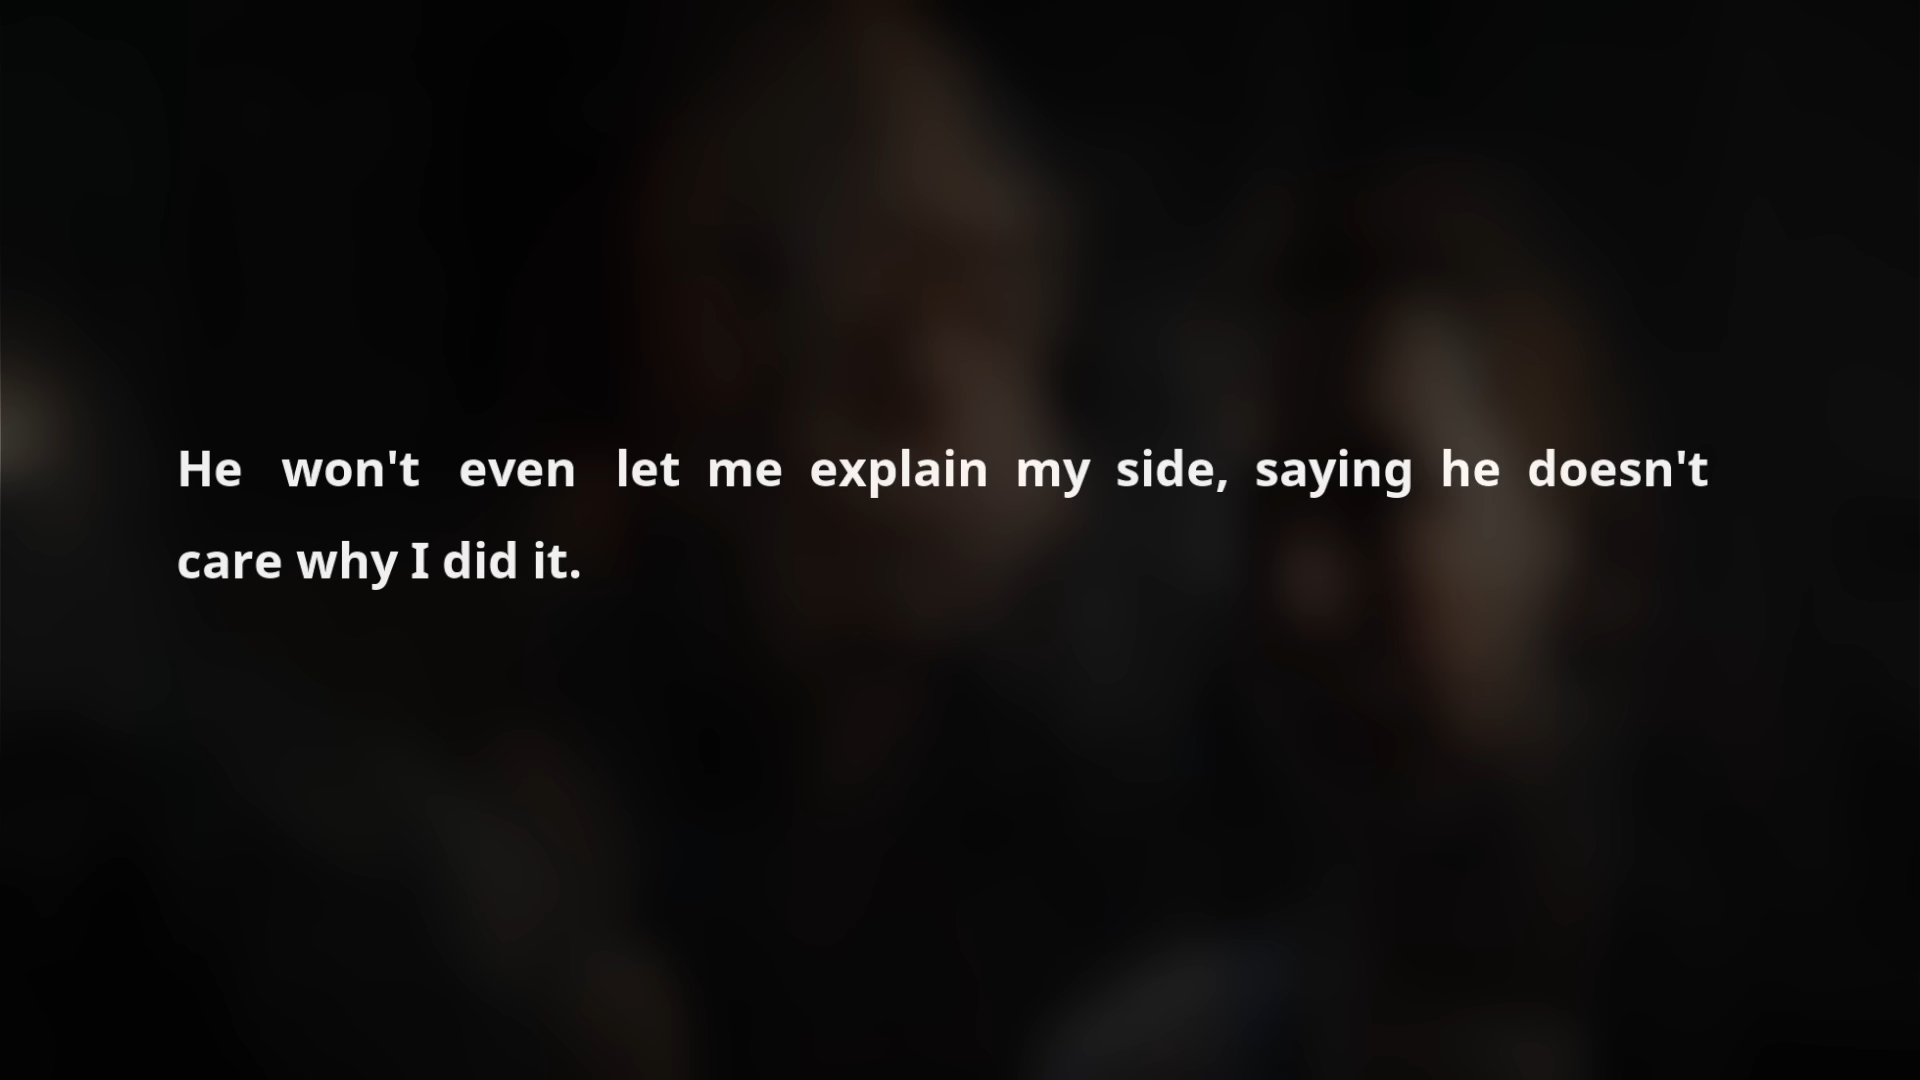 He won't even let me explain my side, saying he doesn't
care why I did it.